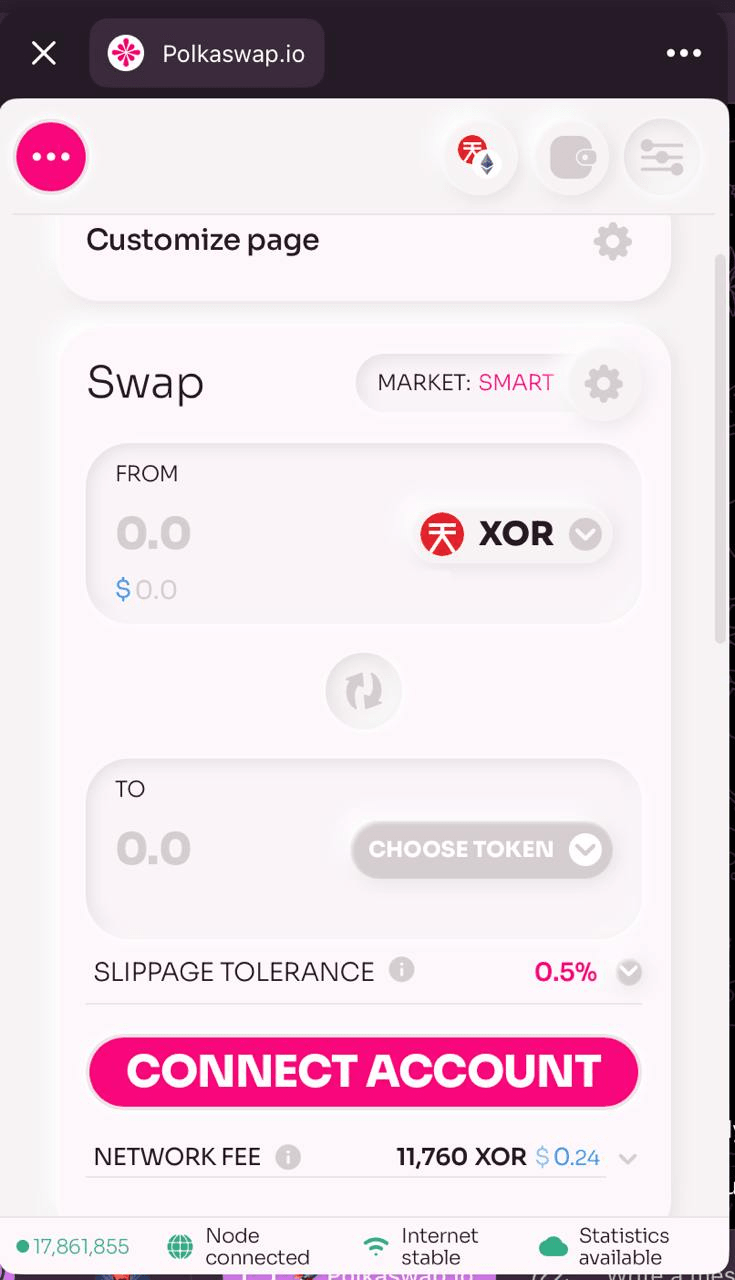 Polkaswap.io
Customize page
Swap
MARKET: SMART
FROM
0.0
XOR
$ 0.0
TO
0.0
CHOOSE TOKEN
SLIPPAGE TOLERANCE
0.5%
CONNECT ACCOUNT
NETWORK FEE
11,760 XOR $ 0.24
17,861,855
Node
connected
Internet
stable
Statistics
available